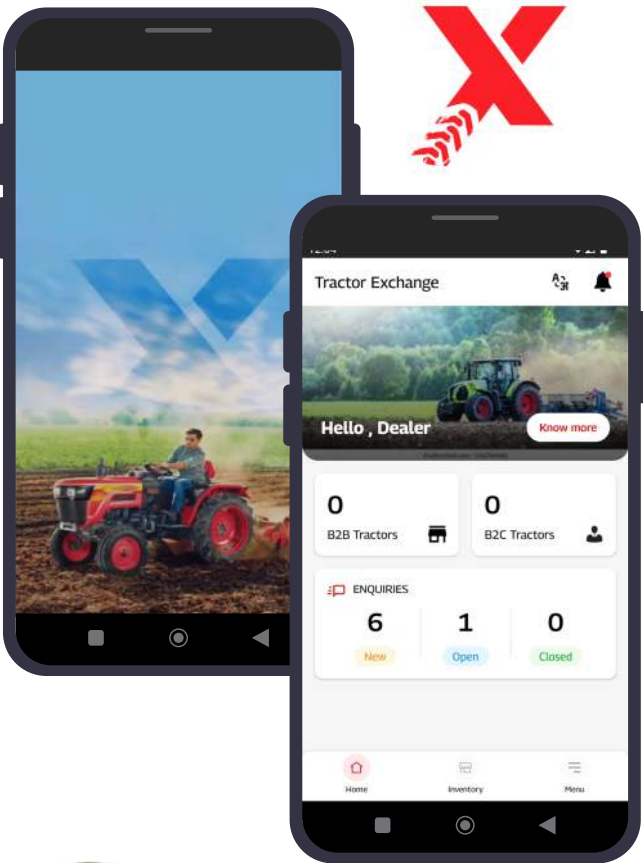 Tractor Exchange
Hello , Dealer
Know more
0
B2B Tractors
0
B2C Tractors
ENQUIRIES
6
1
0
New
Open
Closed
Home
Inventory
Menu